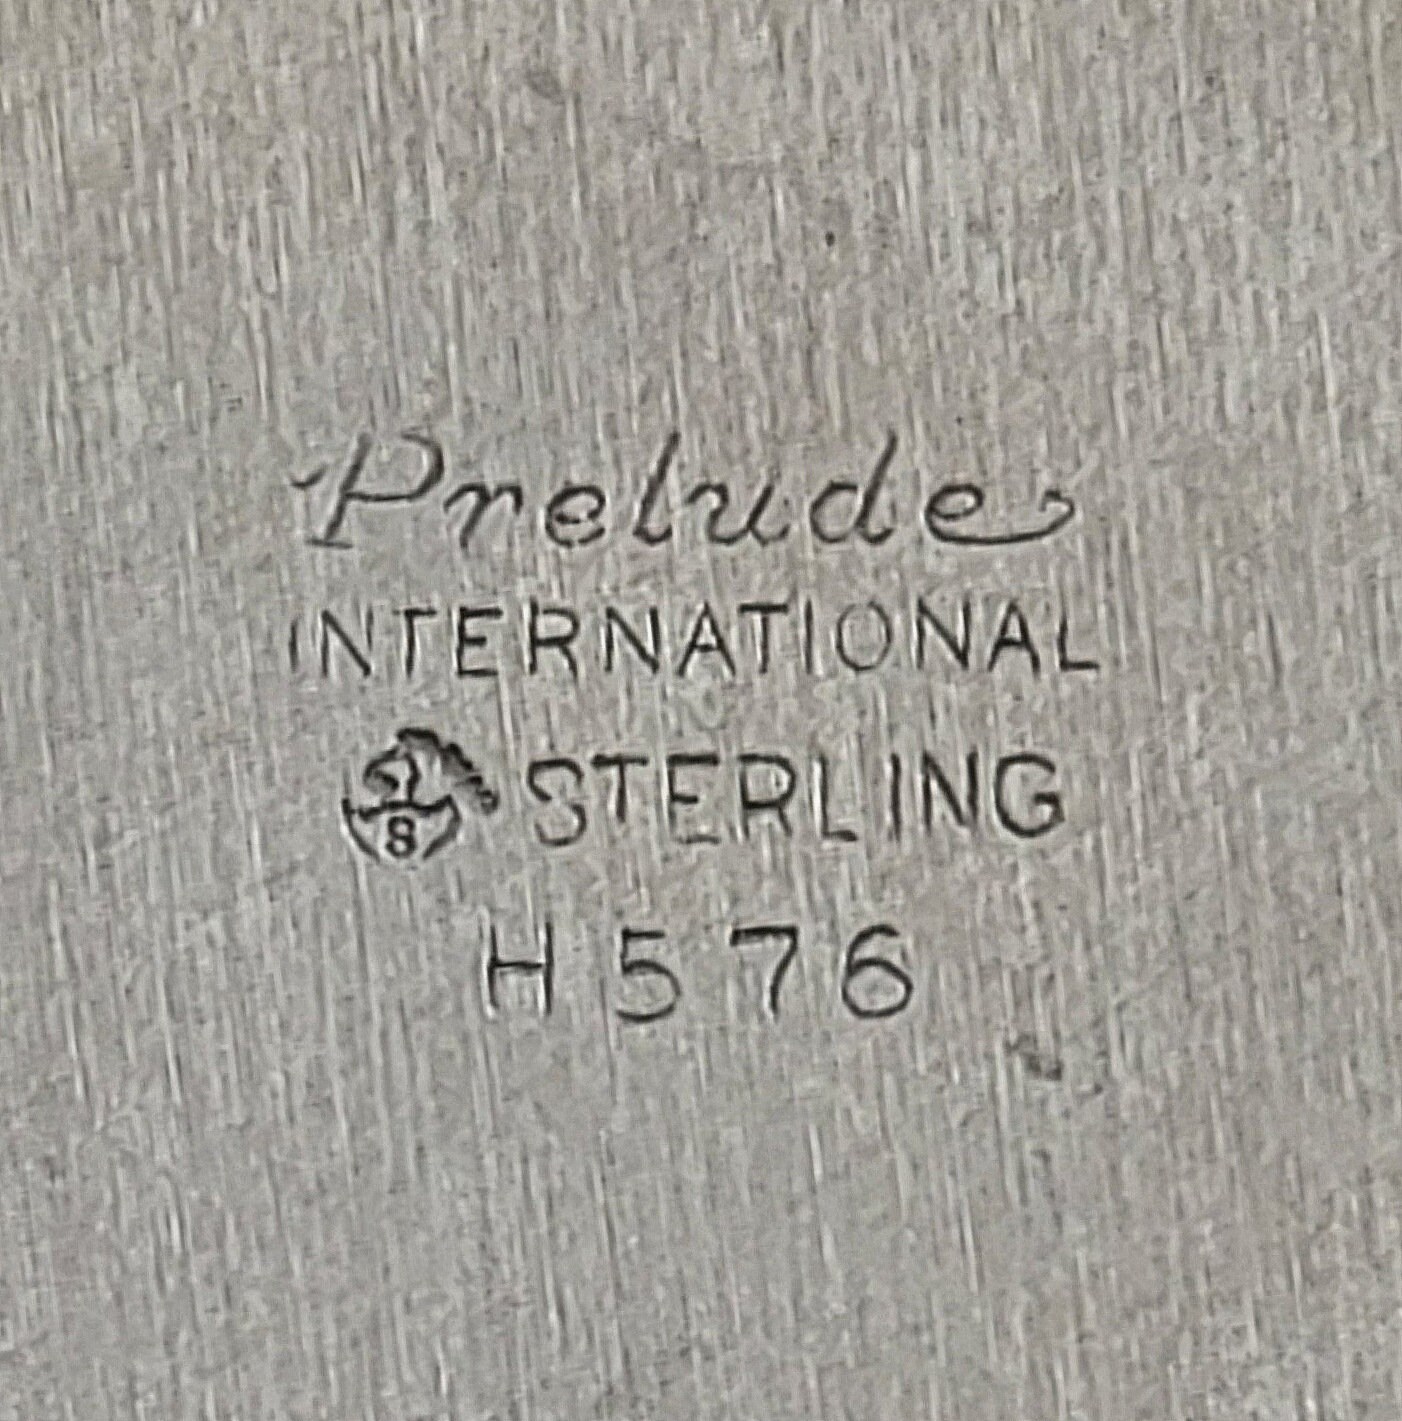 Prelude
INTERNATIONAL
S STERLING
H576